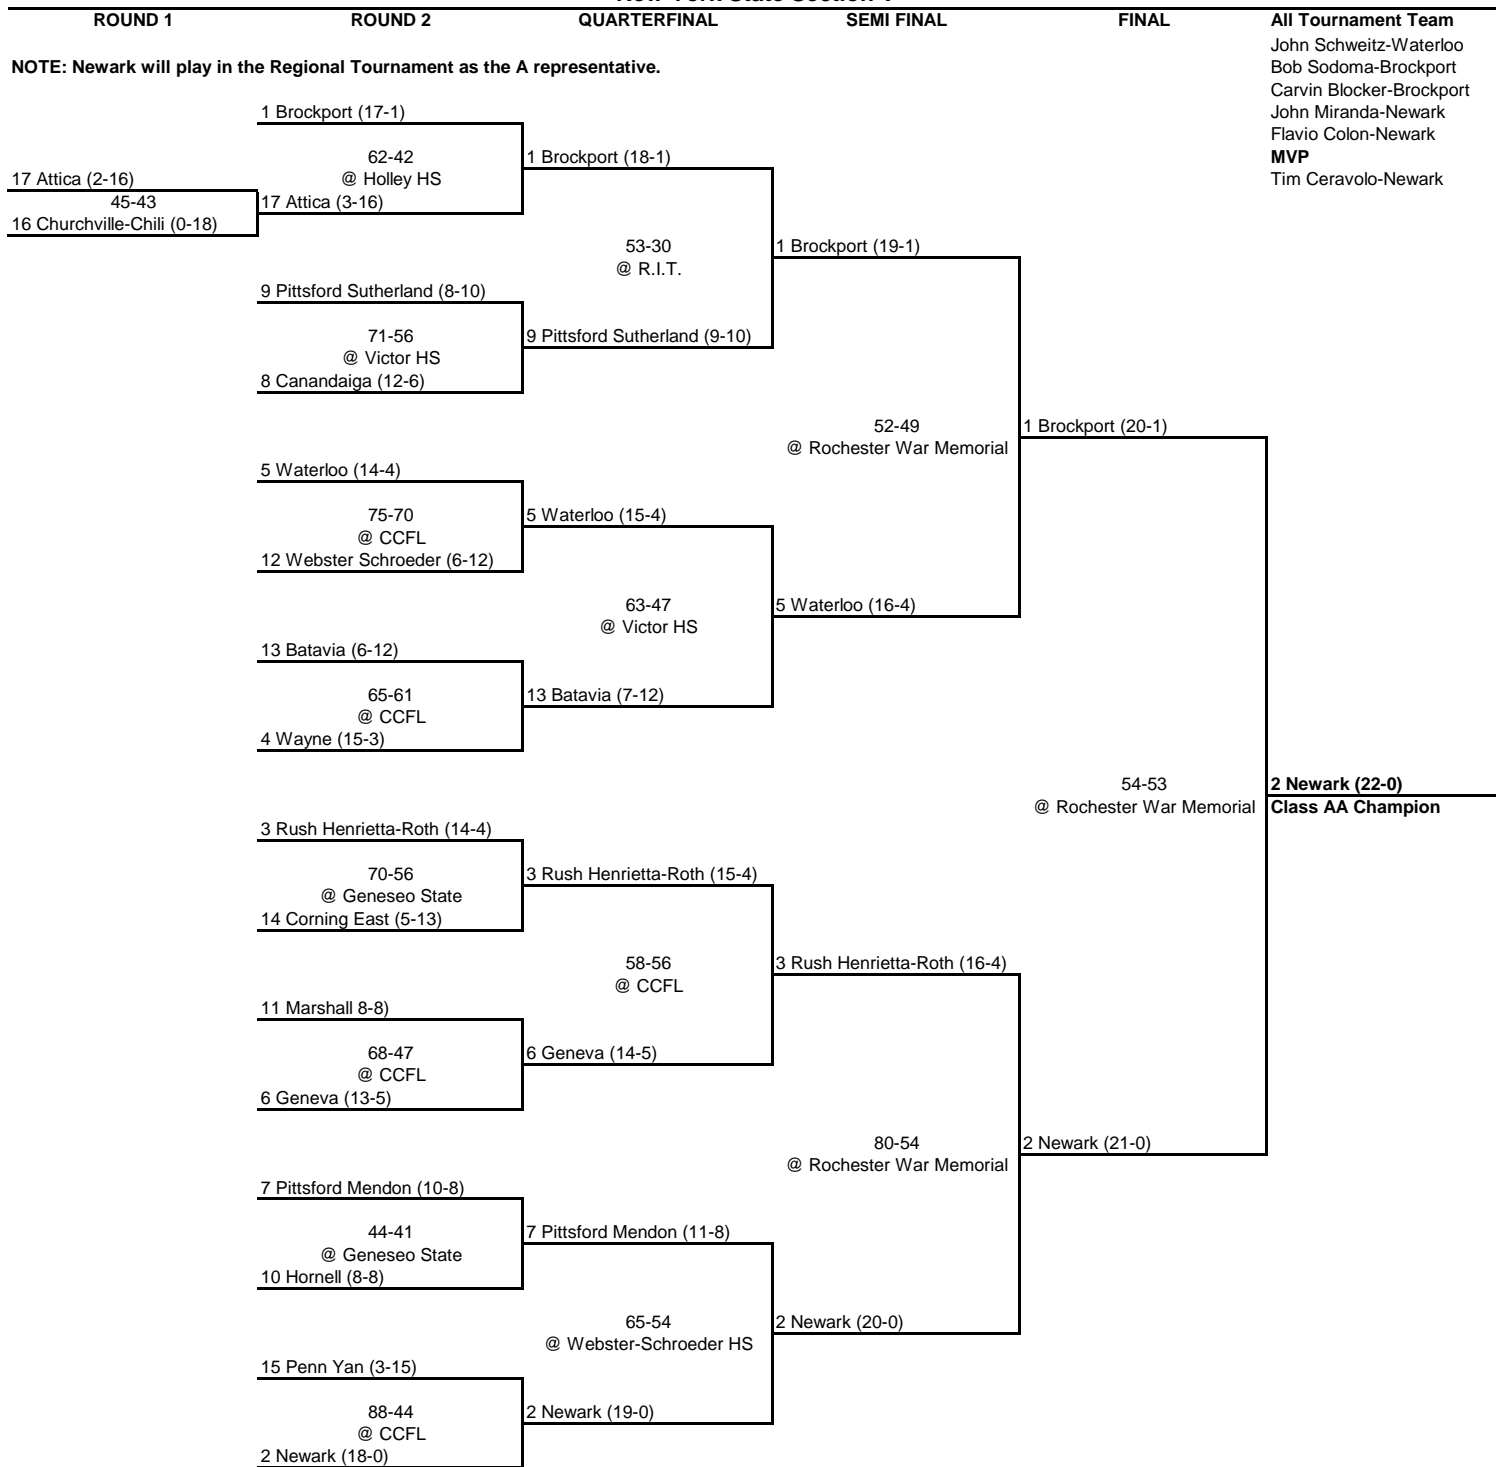 ROUND 1
ROUND 2
QUARTERFINAL
SEMI FINAL
FINAL
All Tournament Team
John Schweitz-Waterloo
Bob Sodoma-Brockport
Carvin Blocker-Brockport
John Miranda-Newark
Flavio Colon-Newark
MVP
Tim Ceravolo-Newark
NOTE: Newark will play in the Regional Tournament as the A representative.
17 Attica (2-16)
45-43
16 Churchville-Chili (0-18)
1 Brockport (17-1)
62-42
@ Holley HS
17 Attica (3-16)
9 Pittsford Sutherland (8-10)
71-56
@ Victor HS
8 Canandaiga (12-6)
5 Waterloo (14-4)
75-70
@ CCFL
12 Webster Schroeder (6-12)
13 Batavia (6-12)
65-61
@ CCFL
4 Wayne (15-3)
3 Rush Henrietta-Roth (14-4)
70-56
@ Geneseo State
14 Corning East (5-13)
11 Marshall 8-8)
68-47
@ CCFL
6 Geneva (13-5)
7 Pittsford Mendon (10-8)
44-41
@ Geneseo State
10 Hornell (8-8)
15 Penn Yan (3-15)
88-44
@ CCFL
2 Newark (18-0)
1 Brockport (18-1)
53-30
@ R.I.T.
9 Pittsford Sutherland (9-10)
5 Waterloo (15-4)
63-47
@ Victor HS
13 Batavia (7-12)
3 Rush Henrietta-Roth (15-4)
58-56
@ CCFL
6 Geneva (14-5)
7 Pittsford Mendon (11-8)
65-54
@ Webster-Schroeder HS
2 Newark (19-0)
1 Brockport (19-1)
52-49
@ Rochester War Memorial
5 Waterloo (16-4)
3 Rush Henrietta-Roth (16-4)
80-54
@ Rochester War Memorial
2 Newark (20-0)
1 Brockport (20-1)
54-53
@ Rochester War Memorial
2 Newark (21-0)
2 Newark (22-0)
Class AA Champion